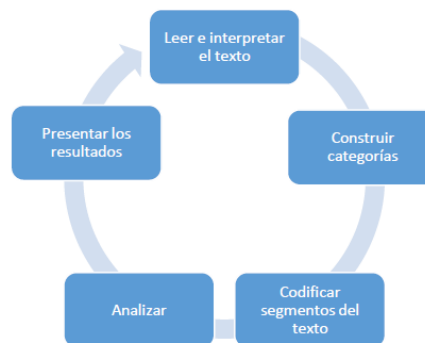 Leer e interpretar
el texto
Construir
categorías
Codificar
segmentos del
texto
Analizar
Presentar los
resultados